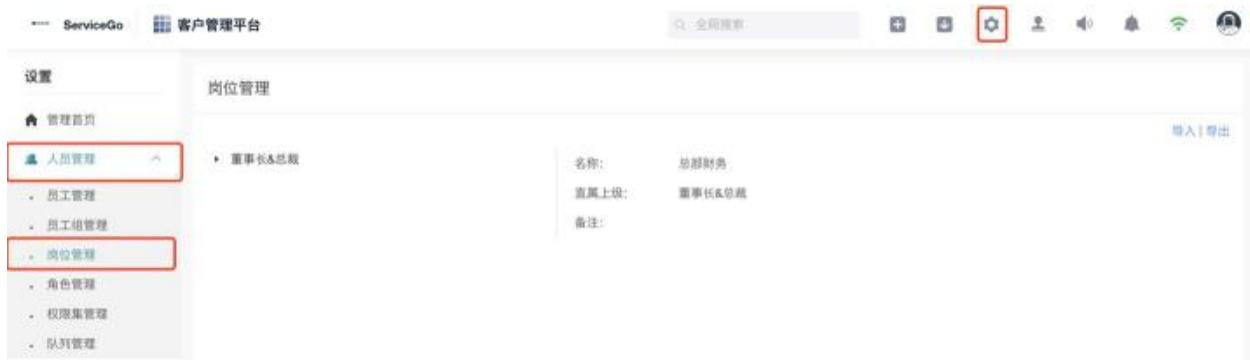 ServiceGo 客户管理平台 全局搜索
设置
岗位管理
管理首页
导入 | 导出
人员管理
董事长&总裁
名称: 总部财务
员工管理
直属上级: 董事长&总裁
员工组管理
备注:
岗位管理
角色管理
权限集管理
队列管理